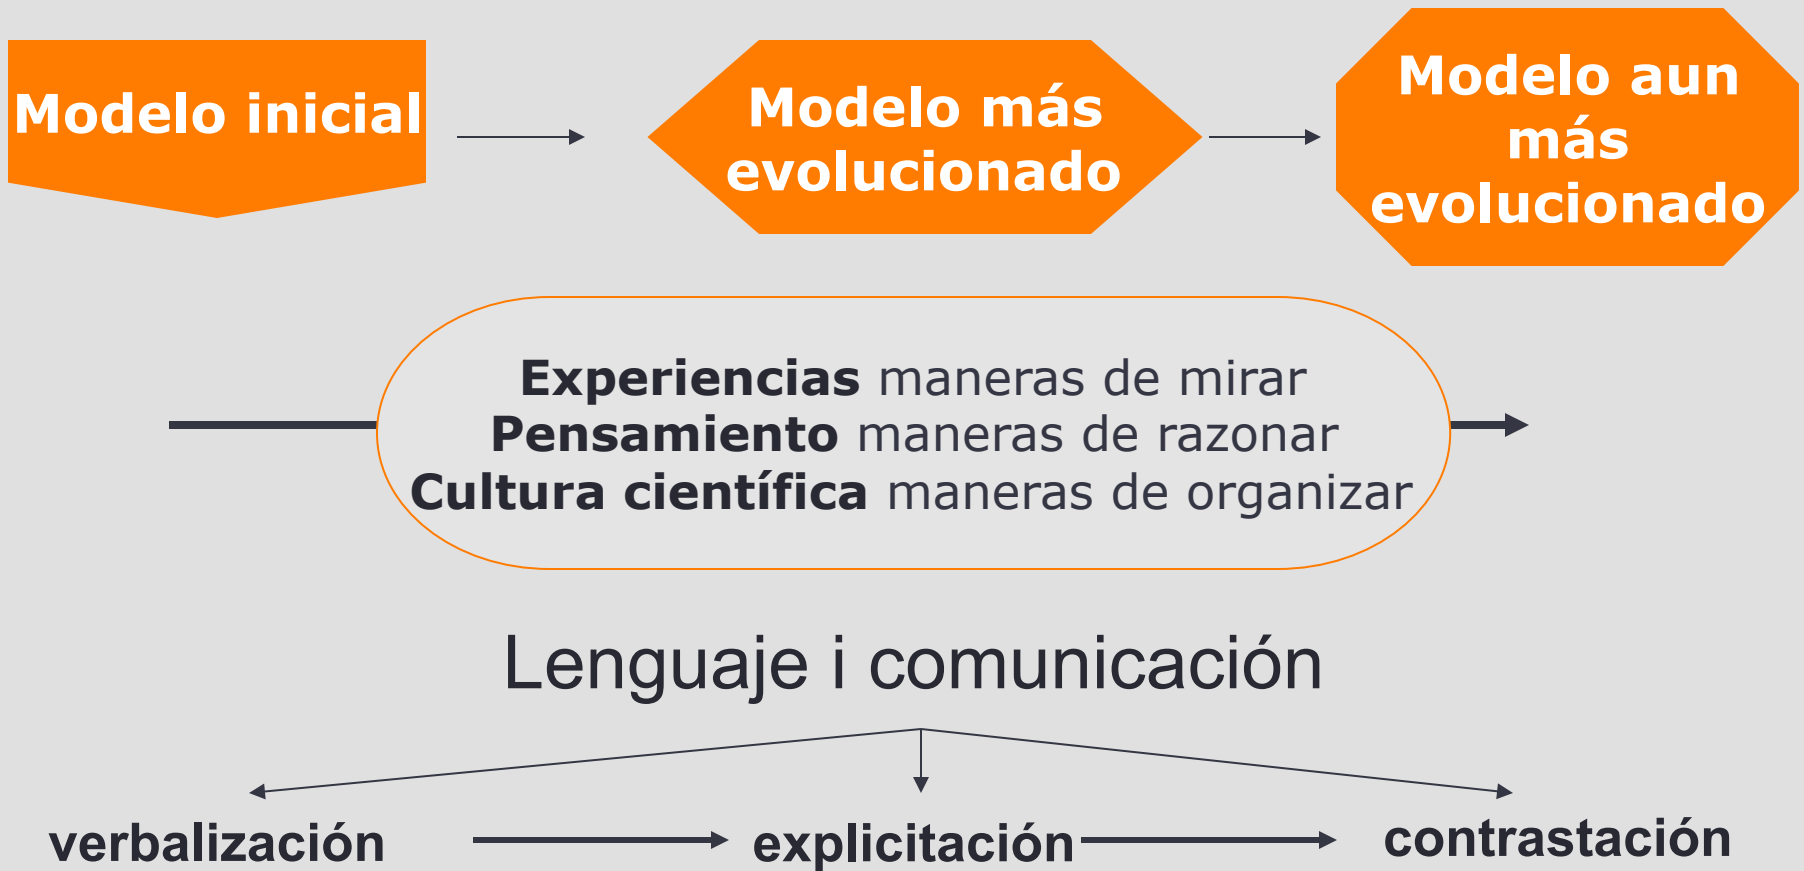 Modelo inicial
Modelo más
evolucionado
Modelo aun
más
evolucionado
Experiencias maneras de mirar
Pensamiento maneras de razonar
Cultura científica maneras de organizar
Lenguaje i comunicación
verbalización
explicitación
contrastación